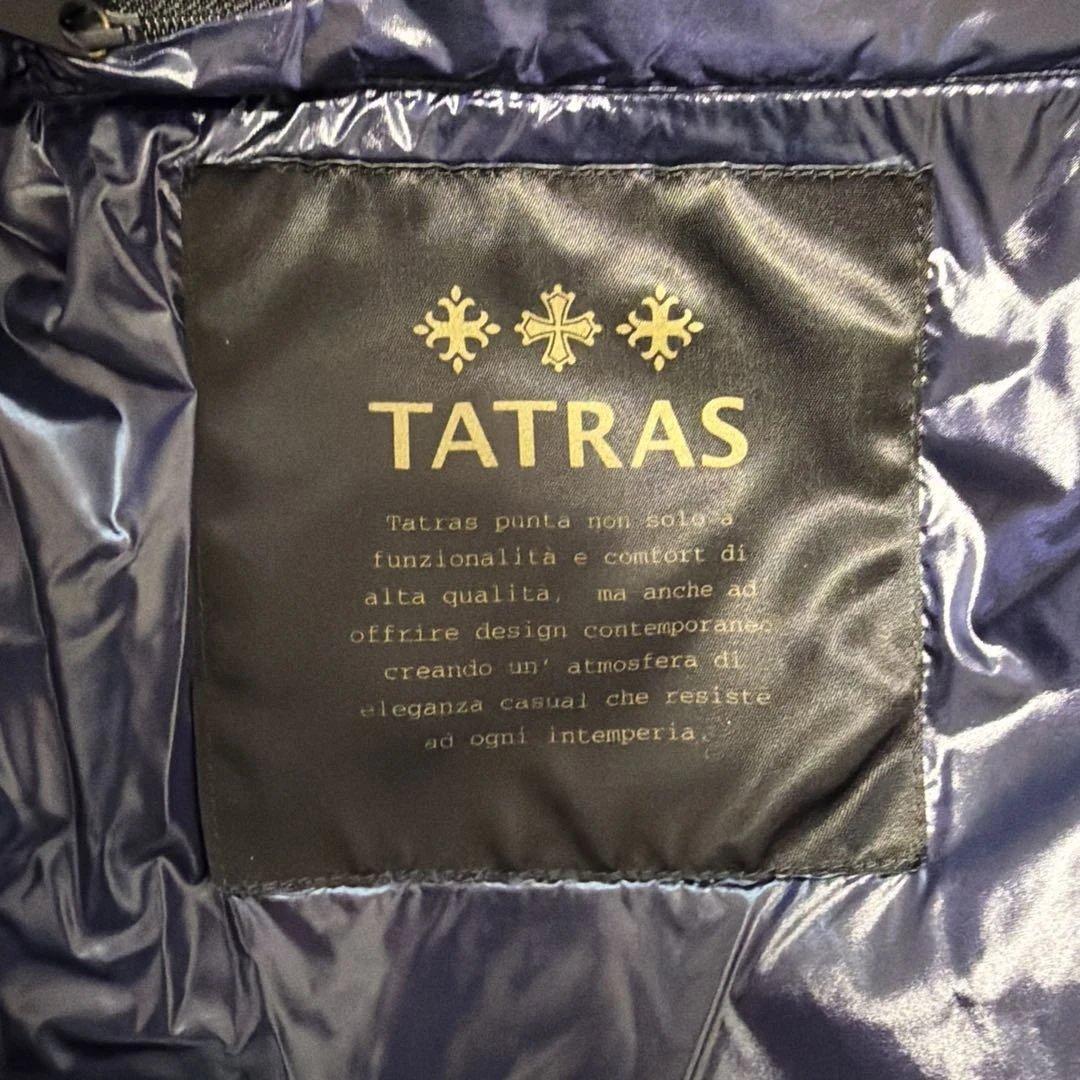 TATRAS
Tatras punta non solo a
funzionalità e comfort di
alta qualita, ma anche ad
offrire design contemporaneo
creando un' atmosfera di
eleganza casual che resiste
ad ogni intemperia.